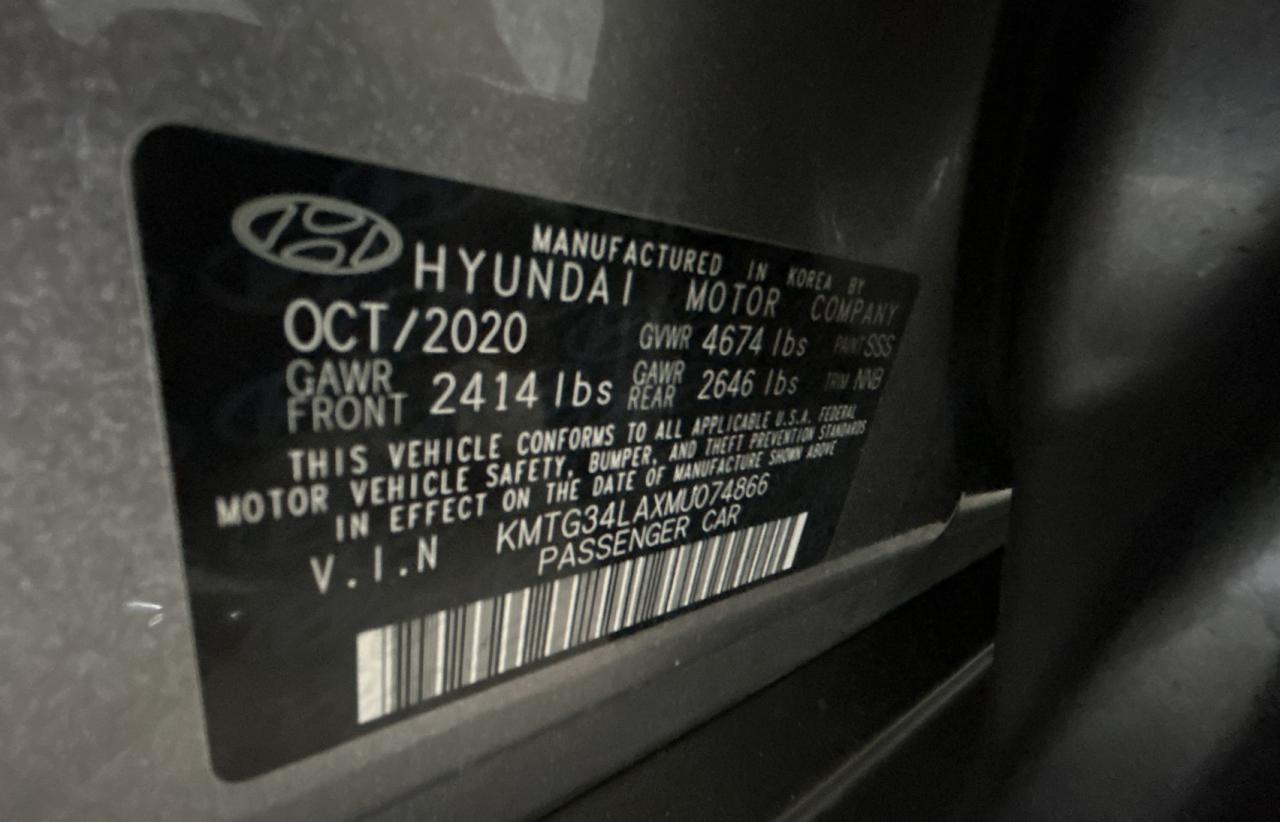 MANUFACTURED IN KOREA BY
HYUNDAI MOTOR COMPANY
OCT/2020 GVWR 4674 lbs PAINT SSS
GAWR FRONT 2414 lbs GAWR REAR 2646 lbs TRIM NNB
THIS VEHICLE CONFORMS TO ALL APPLICABLE U.S.A. FEDERAL
MOTOR VEHICLE SAFETY, BUMPER, AND THEFT PREVENTION STANDARDS
IN EFFECT ON THE DATE OF MANUFACTURE SHOWN ABOVE
V.I.N KMTG34LAXMU074866
PASSENGER CAR